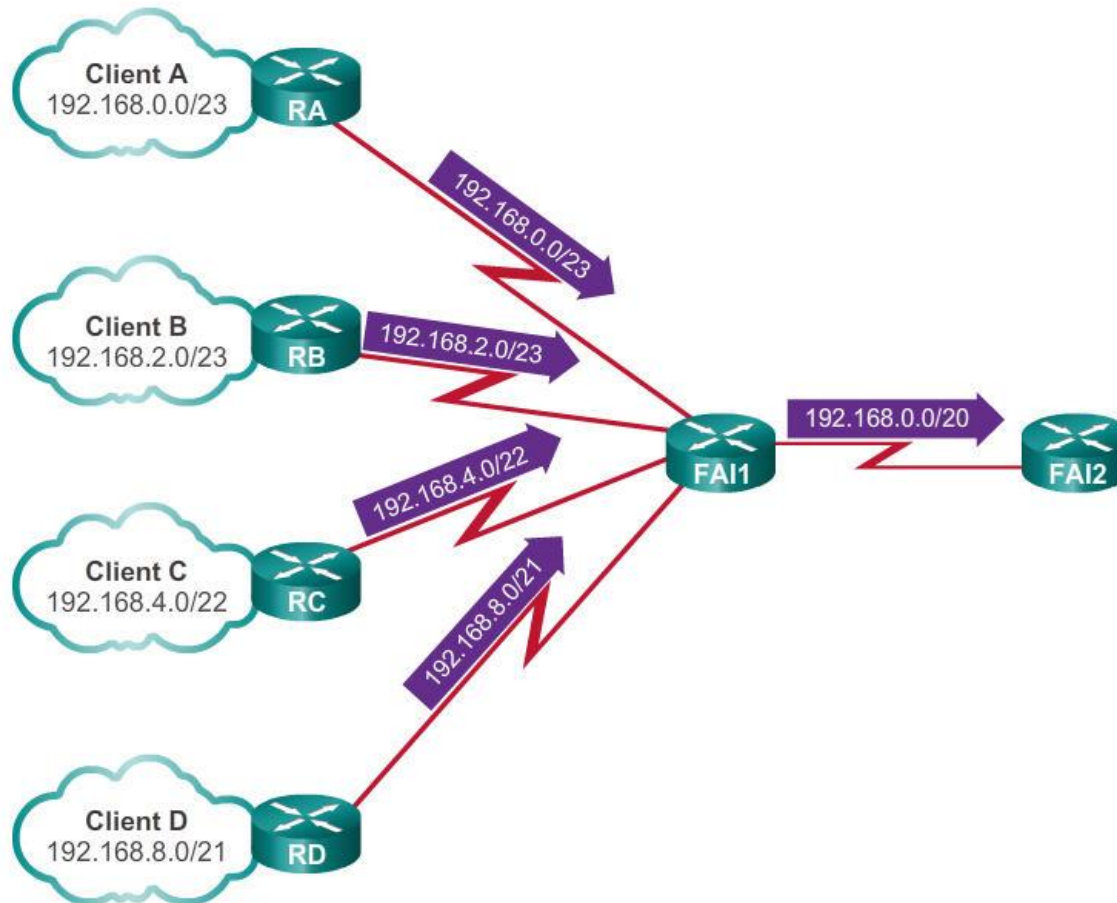 Client A
192.168.0.0/23
RA
192.168.0.0/23
Client B
192.168.2.0/23
RB
192.168.2.0/23
192.168.0.0/20
FAI1
FAI2
192.168.4.0/22
Client C
192.168.4.0/22
RC
192.168.8.0/21
Client D
192.168.8.0/21
RD